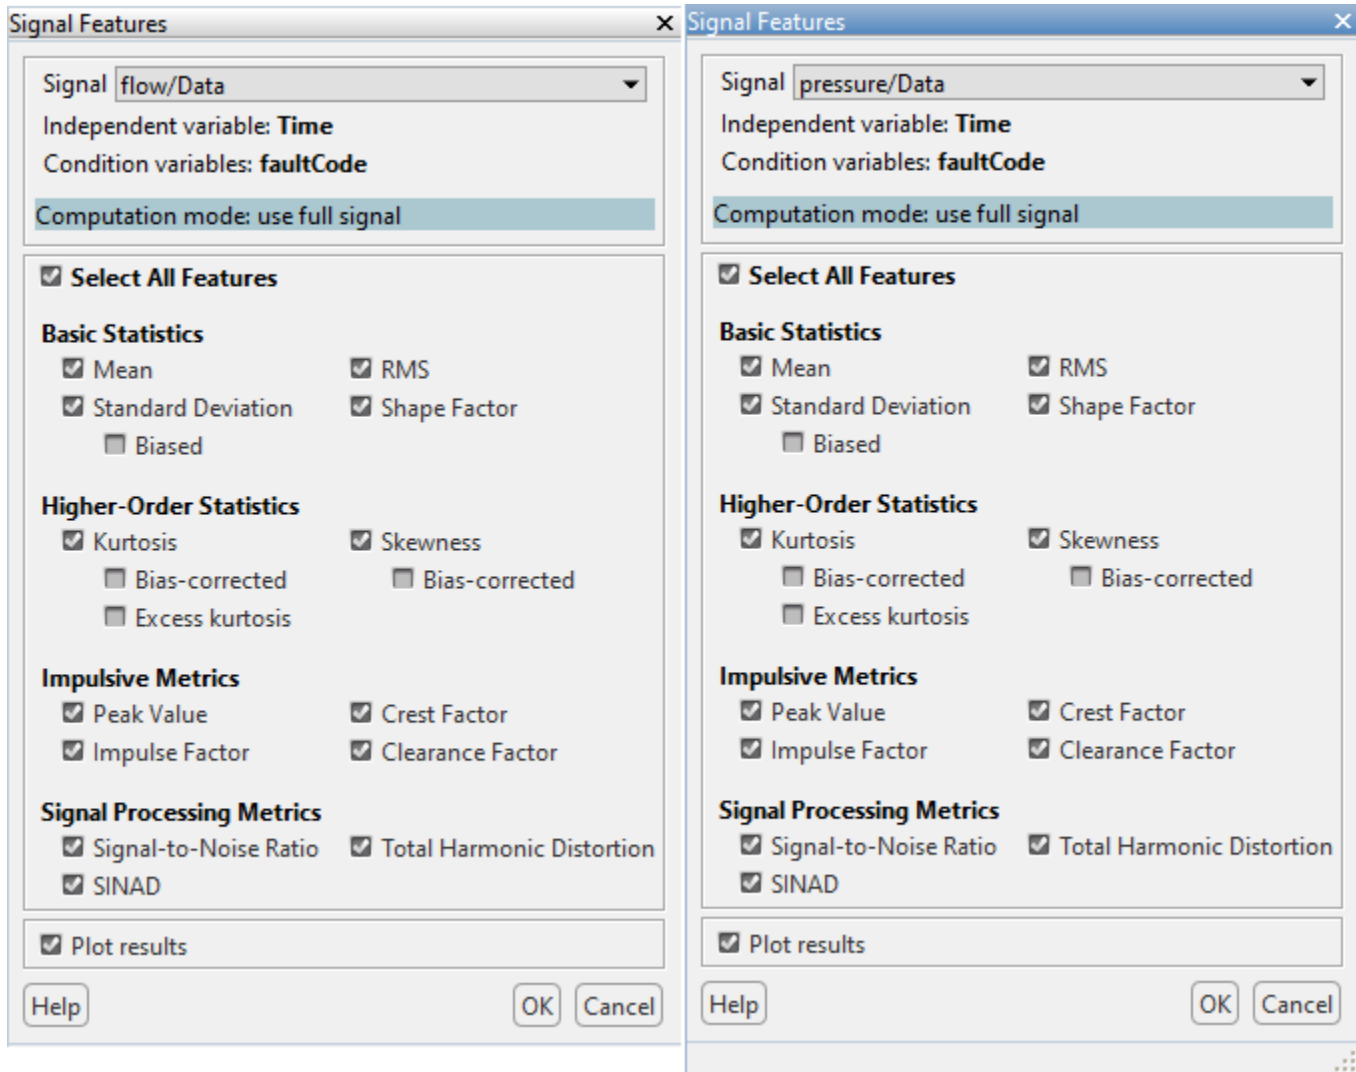 Signal Features
Signal flow/Data
Independent variable: Time
Condition variables: faultCode
Computation mode: use full signal
Select All Features
Basic Statistics
Mean RMS
Standard Deviation Shape Factor
Biased
Higher-Order Statistics
Kurtosis Skewness
Bias-corrected Bias-corrected
Excess kurtosis
Impulsive Metrics
Peak Value Crest Factor
Impulse Factor Clearance Factor
Signal Processing Metrics
Signal-to-Noise Ratio Total Harmonic Distortion
SINAD
Plot results
Help OK Cancel
Signal Features
Signal pressure/Data
Independent variable: Time
Condition variables: faultCode
Computation mode: use full signal
Select All Features
Basic Statistics
Mean RMS
Standard Deviation Shape Factor
Biased
Higher-Order Statistics
Kurtosis Skewness
Bias-corrected Bias-corrected
Excess kurtosis
Impulsive Metrics
Peak Value Crest Factor
Impulse Factor Clearance Factor
Signal Processing Metrics
Signal-to-Noise Ratio Total Harmonic Distortion
SINAD
Plot results
Help OK Cancel